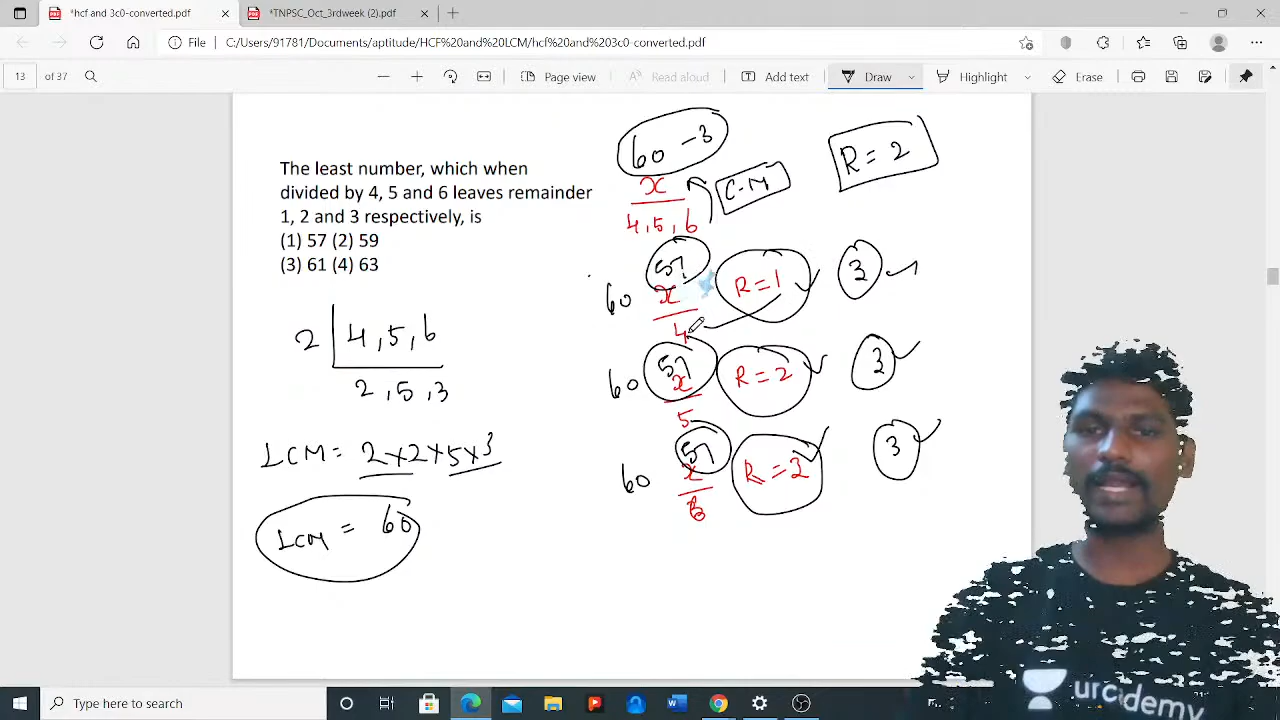 *hcf and 3c0-converted.pdf
*TNPSC_Oct_3rdweek (2).pdf
File
C:/Users/91781/Documents/aptitude/HCF%20and%20LCM/hcf%20and%203c0-converted.pdf
13 of 37
Page view
Read aloud
Add text
Draw
Highlight
Erase
The least number, which when
divided by 4, 5 and 6 leaves remainder
1, 2 and 3 respectively, is
(1) 57 (2) 59
(3) 61 (4) 63
2 4,5,6
2,5,3
LCM = 2×2×5×3
LCM = 60
60 - 3
x
4,5,6
C-M
R = 2
57
60 x R=1 3
4
57
60 x R=2 3
5
57
60 x 3
urcademy
Type here to search